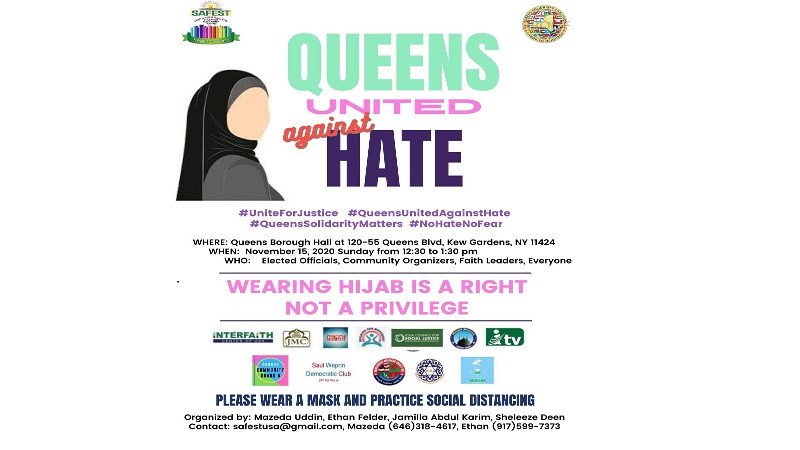 SAFEST
QUEENS
UNITED
against
HATE
#UniteForJustice #QueensUnitedAgainstHate
#QueensSolidarityMatters #NoHateNoFear
WHERE: Queens Borough Hall at 120-55 Queens Blvd, Kew Gardens, NY 11424
WHEN: November 15, 2020 Sunday from 12:30 to 1:30 pm
WHO: Elected Officials, Community Organizers, Faith Leaders, Everyone
WEARING HIJAB IS A RIGHT
NOT A PRIVILEGE
INTERFAITH
JMC
SOCIAL JUSTICE
itv
COMMUNITY
Saul Weprin
Democratic Club
PLEASE WEAR A MASK AND PRACTICE SOCIAL DISTANCING
Organized by: Mazeda Uddin, Ethan Felder, Jamilla Abdul Karim, Sheleeze Deen
Contact: safestusa@gmail.com, Mazeda (646)318-4617, Ethan (917)599-7373